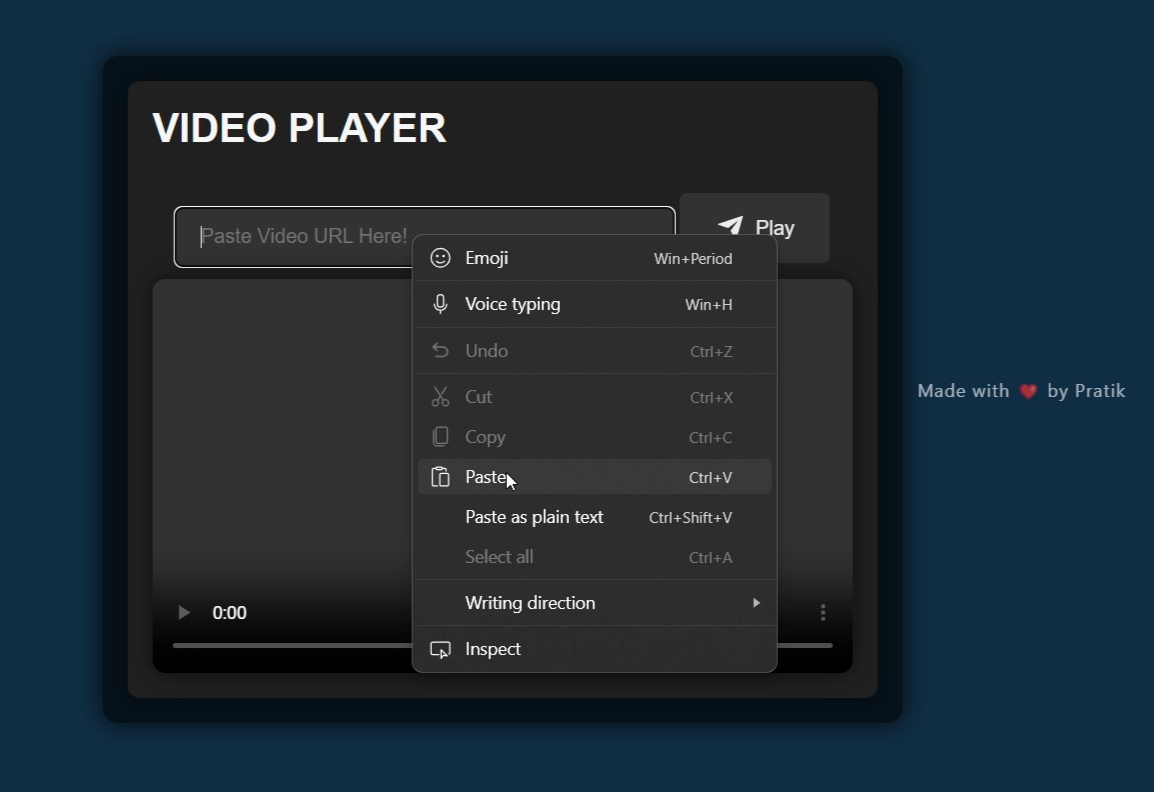 VIDEO PLAYER
Paste Video URL Here!
Play
Emoji Win+Period
Voice typing Win+H
Undo Ctrl+Z
Cut Ctrl+X
Copy Ctrl+C
Paste Ctrl+V
Paste as plain text Ctrl+Shift+V
Select all Ctrl+A
Writing direction
Inspect
0:00
Made with ❤️ by Pratik